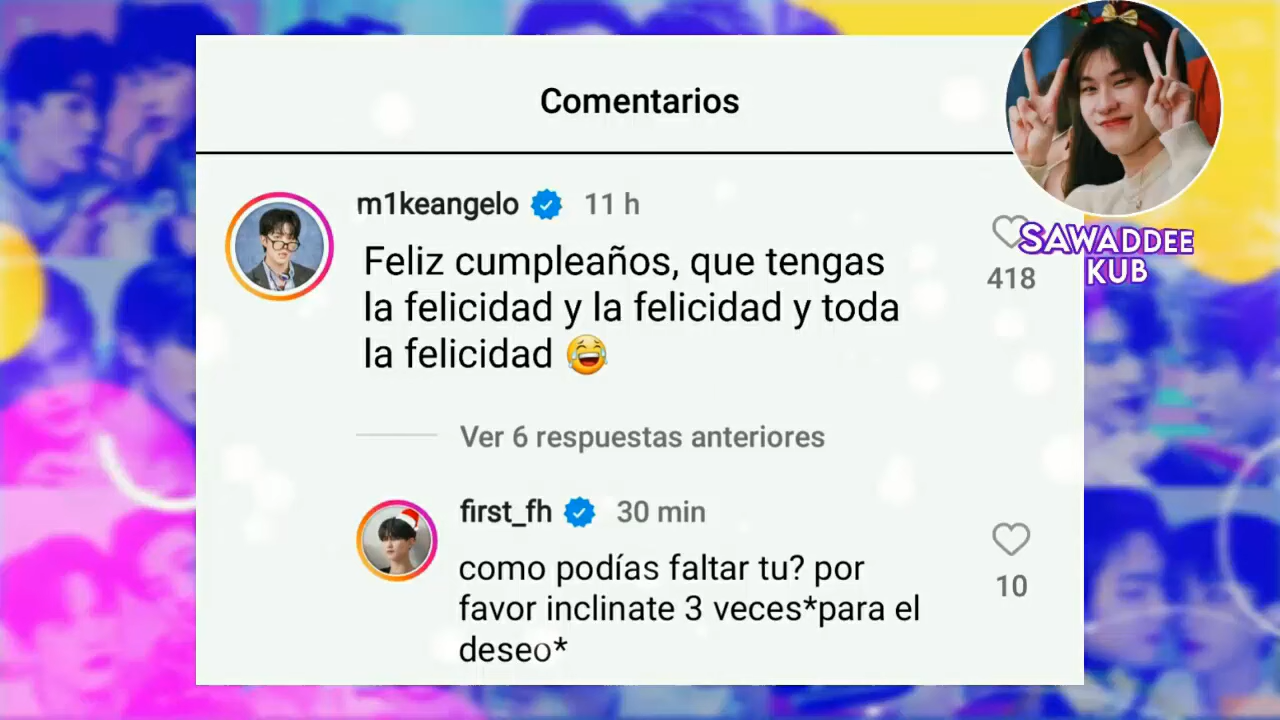 Comentarios
m1keangelo 11 h
Feliz cumpleaños, que tengas
la felicidad y la felicidad y toda
la felicidad 😂
418
SAWADDEE
KUB
Ver 6 respuestas anteriores
first_fh 30 min
como podías faltar tu? por
favor inclinate 3 veces*para el
deseo*
10